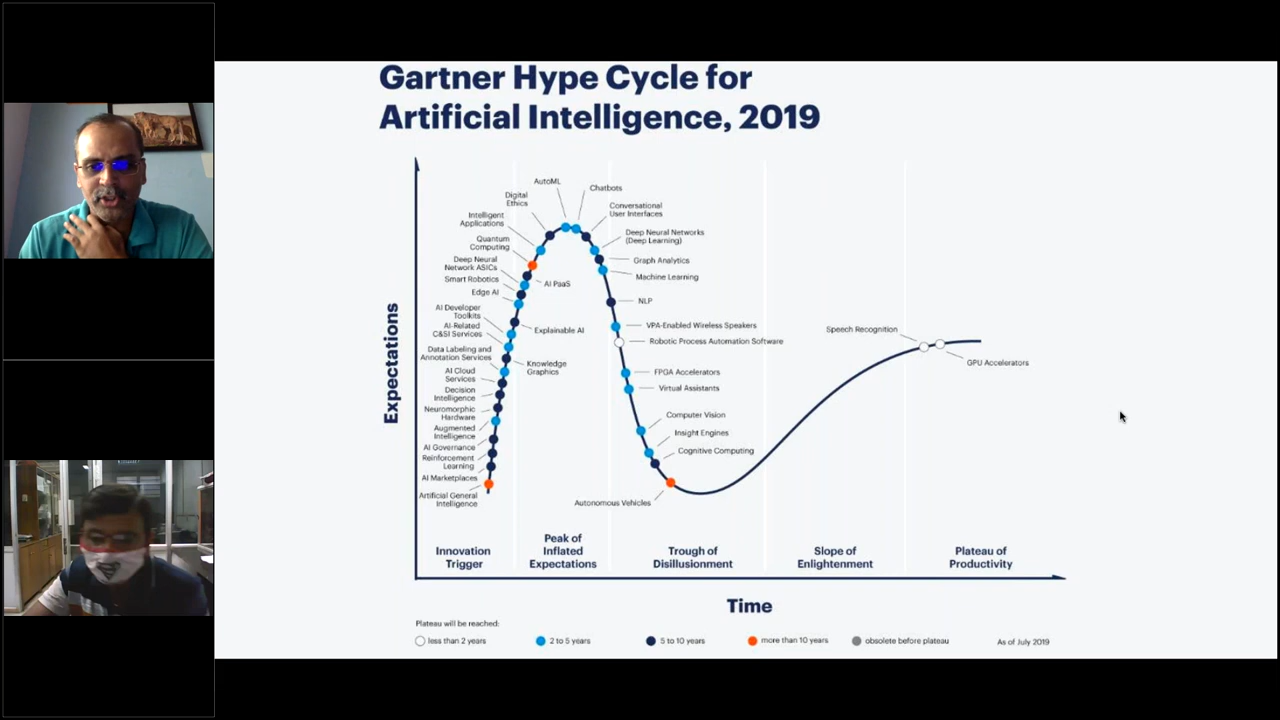 Gartner Hype Cycle for
Artificial Intelligence, 2019
Expectations
AutoML
Chatbots
Digital
Ethics
Conversational
User Interfaces
Intelligent
Applications
Deep Neural Networks
(Deep Learning)
Quantum
Computing
Graph Analytics
Deep Neural
Network ASICs
Machine Learning
Smart Robotics
AI PaaS
Edge AI
NLP
AI Developer
Toolkits
VPA-Enabled Wireless Speakers
AI-Related
C&SI Services
Explainable AI
Robotic Process Automation Software
Speech Recognition
Data Labeling and
Annotation Services
Knowledge
Graphics
GPU Accelerators
AI Cloud
Services
FPGA Accelerators
Decision
Intelligence
Virtual Assistants
Neuromorphic
Hardware
Computer Vision
Augmented
Intelligence
Insight Engines
AI Governance
Cognitive Computing
Reinforcement
Learning
AI Marketplaces
Artificial General
Intelligence
Autonomous Vehicles
Innovation
Trigger
Peak of
Inflated
Expectations
Trough of
Disillusionment
Slope of
Enlightenment
Plateau of
Productivity
Time
Plateau will be reached:
less than 2 years
2 to 5 years
5 to 10 years
more than 10 years
obsolete before plateau
As of July 2019